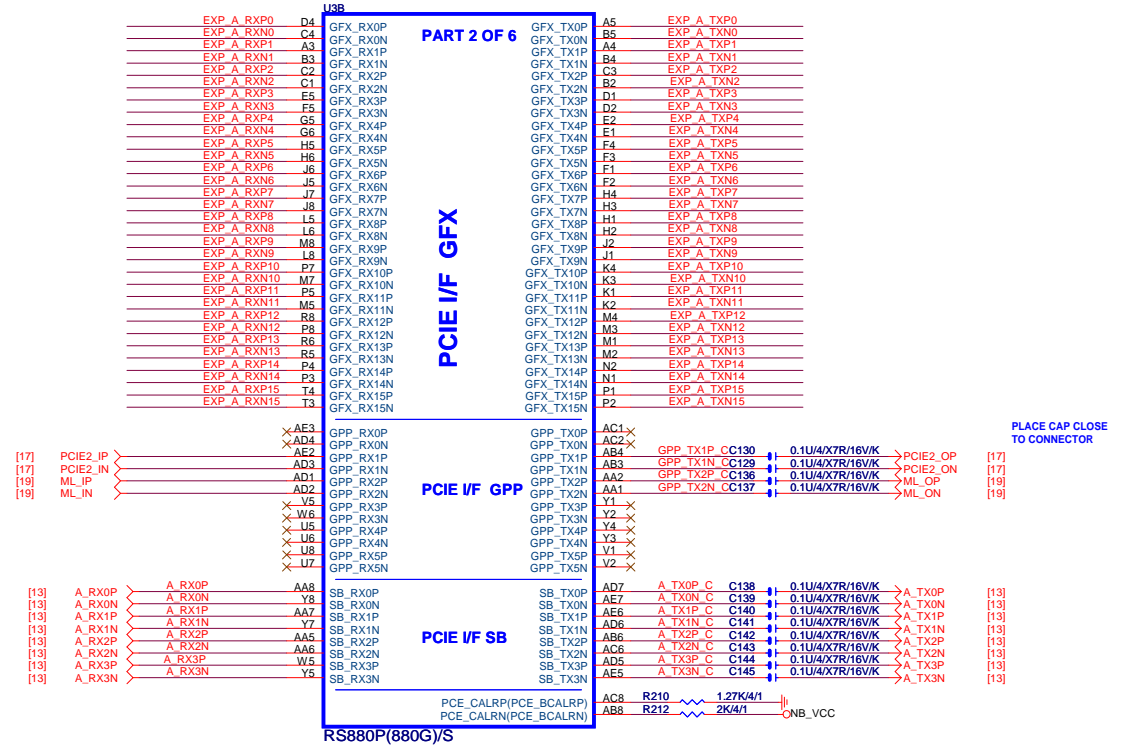 U3B
EXP_A_RXP0 D4 GFX_RX0P PART 2 OF 6 GFX_TX0P A5 EXP_A_TXP0
EXP_A_RXN0 C4 GFX_RX0N GFX_TX0N B5 EXP_A_TXN0
EXP_A_RXP1 A3 GFX_RX1P GFX_TX1P A4 EXP_A_TXP1
EXP_A_RXN1 B3 GFX_RX1N GFX_TX1N B4 EXP_A_TXN1
EXP_A_RXP2 C2 GFX_RX2P GFX_TX2P C3 EXP_A_TXP2
EXP_A_RXN2 C1 GFX_RX2N GFX_TX2N B2 EXP_A_TXN2
EXP_A_RXP3 E5 GFX_RX3P GFX_TX3P D1 EXP_A_TXP3
EXP_A_RXN3 F5 GFX_RX3N GFX_TX3N D2 EXP_A_TXN3
EXP_A_RXP4 G5 GFX_RX4P GFX_TX4P E2 EXP_A_TXP4
EXP_A_RXN4 G6 GFX_RX4N GFX_TX4N E1 EXP_A_TXN4
EXP_A_RXP5 H5 GFX_RX5P GFX_TX5P F4 EXP_A_TXP5
EXP_A_RXN5 H6 GFX_RX5N GFX_TX5N F3 EXP_A_TXN5
EXP_A_RXP6 J6 GFX_RX6P GFX_TX6P F1 EXP_A_TXP6
EXP_A_RXN6 J5 GFX_RX6N GFX_TX6N F2 EXP_A_TXN6
EXP_A_RXP7 J7 GFX_RX7P GFX_TX7P H4 EXP_A_TXP7
EXP_A_RXN7 J8 GFX_RX7N GFX_TX7N H3 EXP_A_TXN7
EXP_A_RXP8 L5 GFX_RX8P GFX_TX8P H1 EXP_A_TXP8
EXP_A_RXN8 L6 GFX_RX8N GFX_TX8N H2 EXP_A_TXN8
EXP_A_RXP9 M8 GFX_RX9P GFX_TX9P J2 EXP_A_TXP9
EXP_A_RXN9 L8 GFX_RX9N GFX_TX9N J1 EXP_A_TXN9
EXP_A_RXP10 P7 GFX_RX10P GFX_TX10P K4 EXP_A_TXP10
EXP_A_RXN10 M7 GFX_RX10N GFX_TX10N K3 EXP_A_TXN10
EXP_A_RXP11 P5 GFX_RX11P GFX_TX11P K1 EXP_A_TXP11
EXP_A_RXN11 M5 GFX_RX11N GFX_TX11N K2 EXP_A_TXN11
EXP_A_RXP12 R8 GFX_RX12P GFX_TX12P M4 EXP_A_TXP12
EXP_A_RXN12 P8 GFX_RX12N GFX_TX12N M3 EXP_A_TXN12
EXP_A_RXP13 R6 GFX_RX13P GFX_TX13P M1 EXP_A_TXP13
EXP_A_RXN13 R5 GFX_RX13N GFX_TX13N M2 EXP_A_TXN13
EXP_A_RXP14 P4 GFX_RX14P GFX_TX14P N2 EXP_A_TXP14
EXP_A_RXN14 P3 GFX_RX14N GFX_TX14N N1 EXP_A_TXN14
EXP_A_RXP15 T4 GFX_RX15P GFX_TX15P P1 EXP_A_TXP15
EXP_A_RXN15 T3 GFX_RX15N GFX_TX15N P2 EXP_A_TXN15
PCIE I/F GFX
PLACE CAP CLOSE
TO CONNECTOR
AE3 GPP_RX0P GPP_TX0P AC1
AD4 GPP_RX0N GPP_TX0N AC2
[17] PCIE2_IP AE2 GPP_RX1P GPP_TX1P AB4 GPP_TX1P_C C130 0.1U/4/X7R/16V/K PCIE2_OP [17]
[17] PCIE2_IN AD3 GPP_RX1N GPP_TX1N AB3 GPP_TX1N_C C129 0.1U/4/X7R/16V/K PCIE2_ON [17]
[19] ML_IP AD1 GPP_RX2P GPP_TX2P AA2 GPP_TX2P_C C136 0.1U/4/X7R/16V/K ML_OP [19]
[19] ML_IN AD2 GPP_RX2N PCIE I/F GPP GPP_TX2N AA1 GPP_TX2N_C C137 0.1U/4/X7R/16V/K ML_ON [19]
V5 GPP_RX3P GPP_TX3P Y1
W6 GPP_RX3N GPP_TX3N Y2
U5 GPP_RX4P GPP_TX4P Y4
U6 GPP_RX4N GPP_TX4N Y3
U8 GPP_RX5P GPP_TX5P V1
U7 GPP_RX5N GPP_TX5N V2
[13] A_RX0P A_RX0P AA8 SB_RX0P SB_TX0P AD7 A_TX0P_C C138 0.1U/4/X7R/16V/K A_TX0P [13]
[13] A_RX0N A_RX0N Y8 SB_RX0N SB_TX0N AE7 A_TX0N_C C139 0.1U/4/X7R/16V/K A_TX0N [13]
[13] A_RX1P A_RX1P AA7 SB_RX1P SB_TX1P AE6 A_TX1P_C C140 0.1U/4/X7R/16V/K A_TX1P [13]
[13] A_RX1N A_RX1N Y7 SB_RX1N SB_TX1N AD6 A_TX1N_C C141 0.1U/4/X7R/16V/K A_TX1N [13]
[13] A_RX2P A_RX2P AA5 SB_RX2P PCIE I/F SB SB_TX2P AB6 A_TX2P_C C142 0.1U/4/X7R/16V/K A_TX2P [13]
[13] A_RX2N A_RX2N AA6 SB_RX2N SB_TX2N AC6 A_TX2N_C C143 0.1U/4/X7R/16V/K A_TX2N [13]
[13] A_RX3P A_RX3P W5 SB_RX3P SB_TX3P AD5 A_TX3P_C C144 0.1U/4/X7R/16V/K A_TX3P [13]
[13] A_RX3N A_RX3N Y5 SB_RX3N SB_TX3N AE5 A_TX3N_C C145 0.1U/4/X7R/16V/K A_TX3N [13]
PCE_CALRP(PCE_BCALRP) AC8 R210 1.27K/4/1
PCE_CALRN(PCE_BCALRN) AB8 R212 2K/4/1 NB_VCC
RS880P(880G)/S